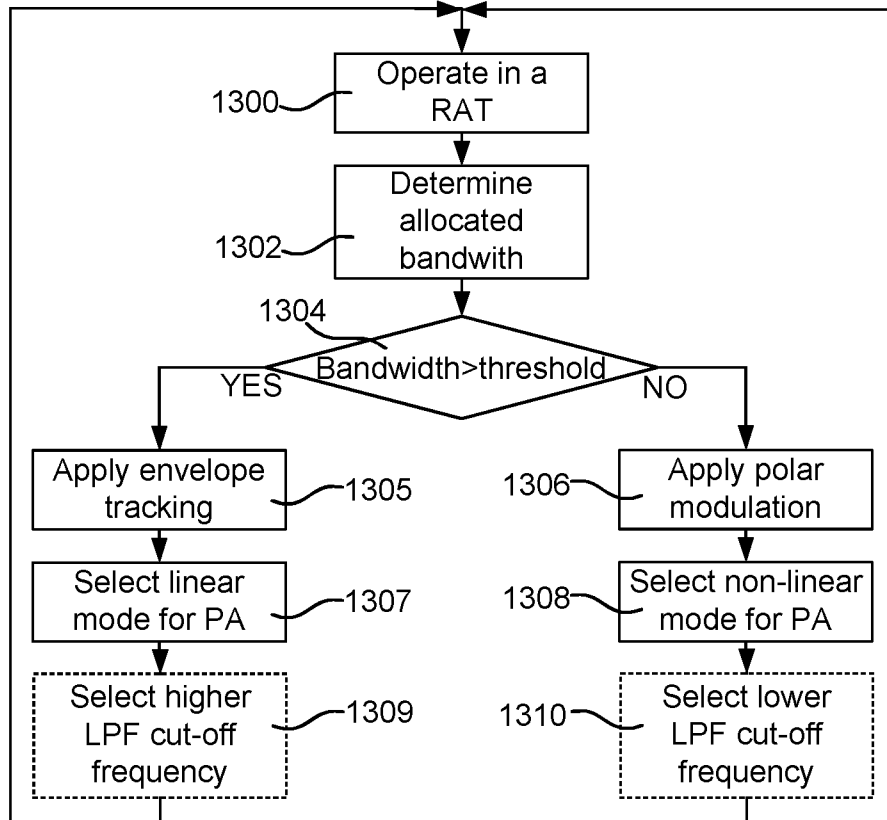 Operate in a
RAT
1300
Determine
allocated
bandwith
1302
1304
Bandwidth>threshold
YES
NO
Apply envelope
tracking
1305
1306
Apply polar
modulation
Select linear
mode for PA
1307
1308
Select non-linear
mode for PA
Select higher
LPF cut-off
frequency
1309
1310
Select lower
LPF cut-off
frequency